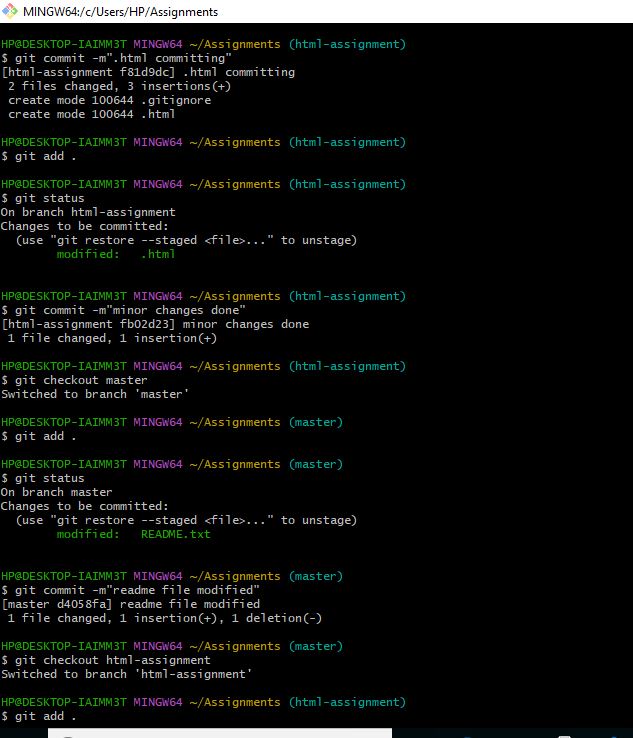 MINGW64:/c/Users/HP/Assignments
HP@DESKTOP-IAIMM3T MINGW64 ~/Assignments (html-assignment)
$ git commit -m".html committing"
[html-assignment f81d9dc] .html committing
 2 files changed, 3 insertions(+)
 create mode 100644 .gitignore
 create mode 100644 .html
HP@DESKTOP-IAIMM3T MINGW64 ~/Assignments (html-assignment)
$ git add .
HP@DESKTOP-IAIMM3T MINGW64 ~/Assignments (html-assignment)
$ git status
On branch html-assignment
Changes to be committed:
  (use "git restore --staged <file>..." to unstage)
        modified:   .html
HP@DESKTOP-IAIMM3T MINGW64 ~/Assignments (html-assignment)
$ git commit -m"minor changes done"
[html-assignment fb02d23] minor changes done
 1 file changed, 1 insertion(+)
HP@DESKTOP-IAIMM3T MINGW64 ~/Assignments (html-assignment)
$ git checkout master
Switched to branch 'master'
HP@DESKTOP-IAIMM3T MINGW64 ~/Assignments (master)
$ git add .
HP@DESKTOP-IAIMM3T MINGW64 ~/Assignments (master)
$ git status
On branch master
Changes to be committed:
  (use "git restore --staged <file>..." to unstage)
        modified:   README.txt
HP@DESKTOP-IAIMM3T MINGW64 ~/Assignments (master)
$ git commit -m"readme file modified"
[master d4058fa] readme file modified
 1 file changed, 1 insertion(+), 1 deletion(-)
HP@DESKTOP-IAIMM3T MINGW64 ~/Assignments (master)
$ git checkout html-assignment
Switched to branch 'html-assignment'
HP@DESKTOP-IAIMM3T MINGW64 ~/Assignments (html-assignment)
$ git add .